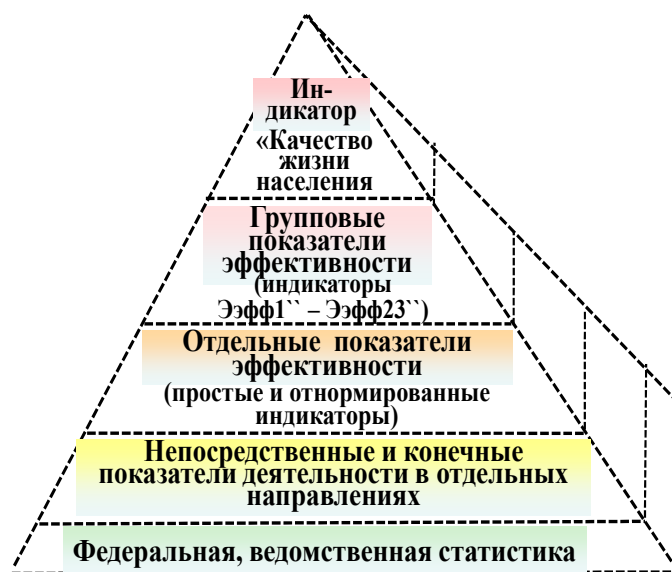 Ин-
дикатор
«Качество
жизни
населения
Групповые
показатели
эффективности
(индикаторы
Ээфф1`` – Ээфф23``)
Отдельные показатели
эффективности
(простые и отнормированные
индикаторы)
Непосредственные и конечные
показатели деятельности в отдельных
направлениях
Федеральная, ведомственная статистика